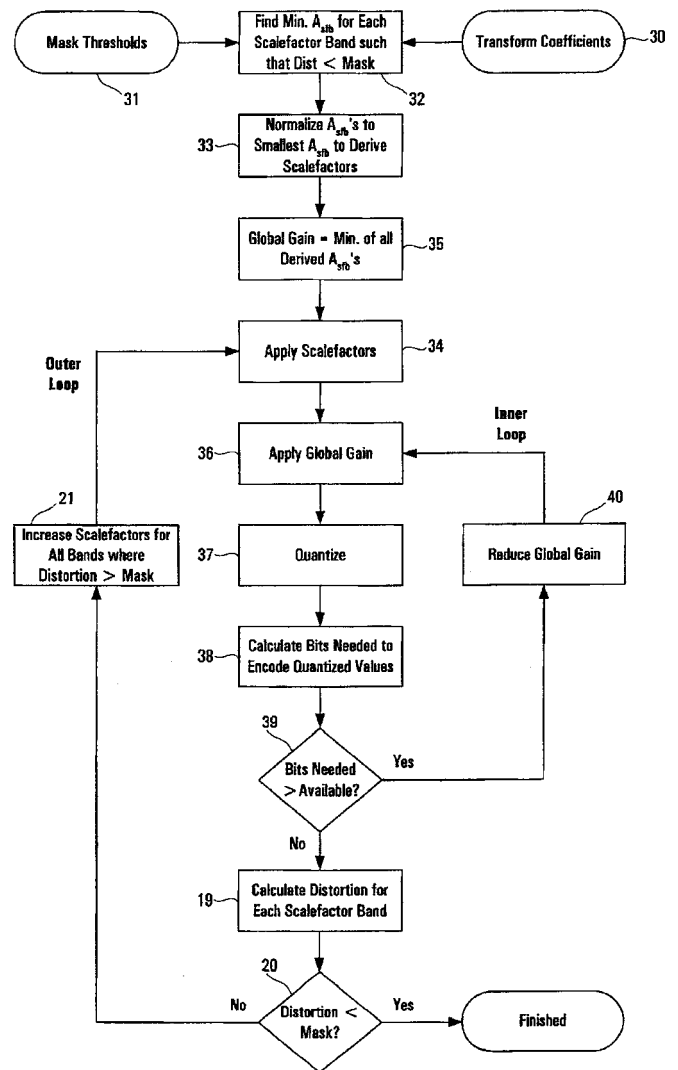 Mask Thresholds
31
Find Min. Asfb for Each
Scalefactor Band such
that Dist < Mask
32
Transform Coefficients
30
33
Normalize Asfb's to
Smallest Asfb to Derive
Scalefactors
Global Gain = Min. of all
Derived Asfb's
35
Outer
Loop
Apply Scalefactors
34
Inner
Loop
36
Apply Global Gain
21
Increase Scalefactors for
All Bands where
Distortion > Mask
37
Quantize
40
Reduce Global Gain
38
Calculate Bits Needed to
Encode Quantized Values
39
Bits Needed
> Available?
Yes
No
19
Calculate Distortion for
Each Scalefactor Band
20
No
Distortion <
Mask?
Yes
Finished